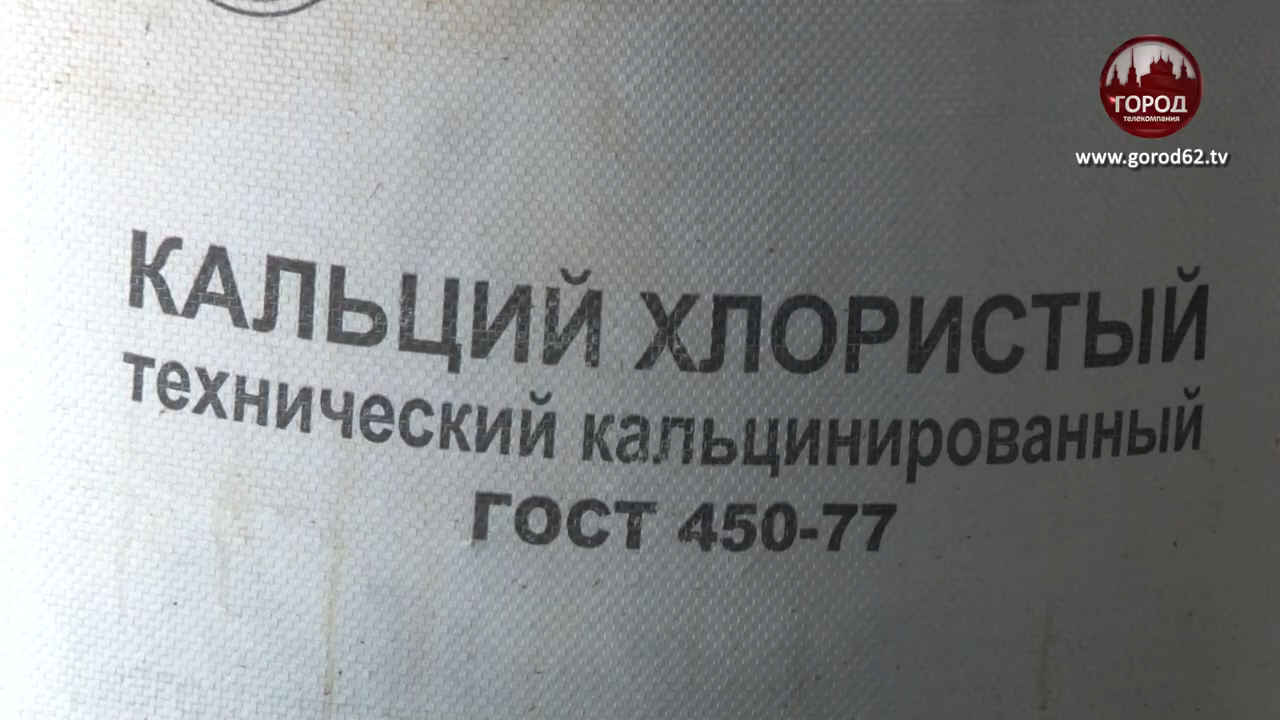 ГОРОД
телекомпания
www.gorod62.tv
КАЛЬЦИЙ ХЛОРИСТЫЙ
технический кальцинированный
ГОСТ 450-77